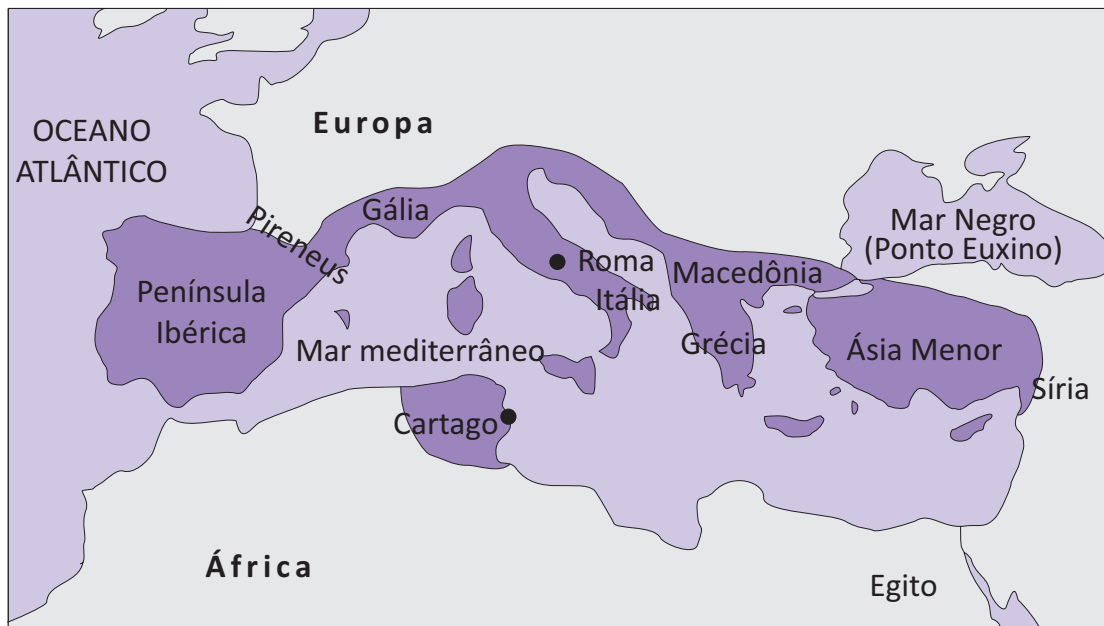 Europa
OCEANO
ATLÂNTICO
Pireneus
Gália
Mar Negro
(Ponto Euxino)
Roma
Macedônia
Península
Ibérica
Itália
Mar mediterrâneo
Grécia
Ásia Menor
Síria
Cartago
África
Egito